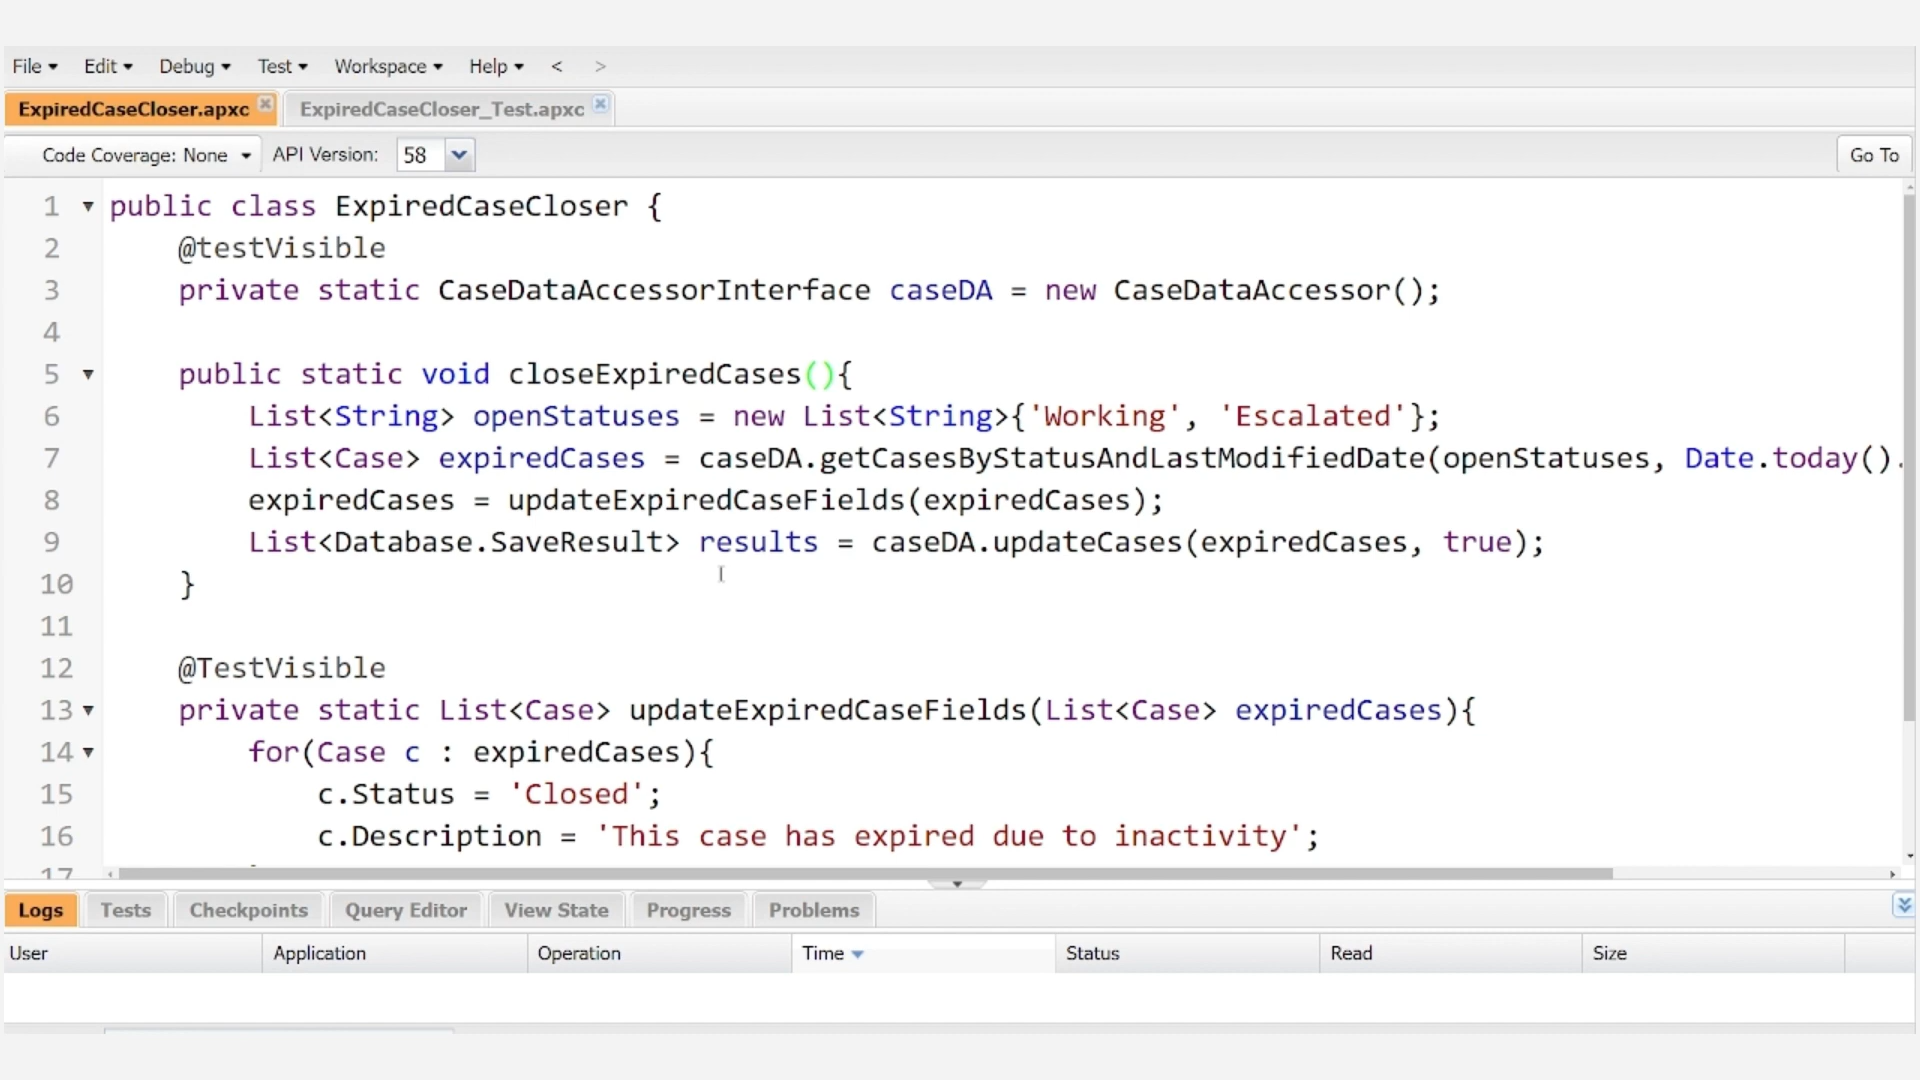 File Edit Debug Test Workspace Help < >
ExpiredCaseCloser.apxc ExpiredCaseCloser_Test.apxc
Code Coverage: None API Version: 58 Go To
1 public class ExpiredCaseCloser {
2 @testVisible
3 private static CaseDataAccessorInterface caseDA = new CaseDataAccessor();
4
5 public static void closeExpiredCases(){
6 List<String> openStatuses = new List<String>{'Working', 'Escalated'};
7 List<Case> expiredCases = caseDA.getCasesByStatusAndLastModifiedDate(openStatuses, Date.today().
8 expiredCases = updateExpiredCaseFields(expiredCases);
9 List<Database.SaveResult> results = caseDA.updateCases(expiredCases, true);
10 }
11
12 @TestVisible
13 private static List<Case> updateExpiredCaseFields(List<Case> expiredCases){
14 for(Case c : expiredCases){
15 c.Status = 'Closed';
16 c.Description = 'This case has expired due to inactivity';
17
Logs Tests Checkpoints Query Editor View State Progress Problems
User Application Operation Time Status Read Size